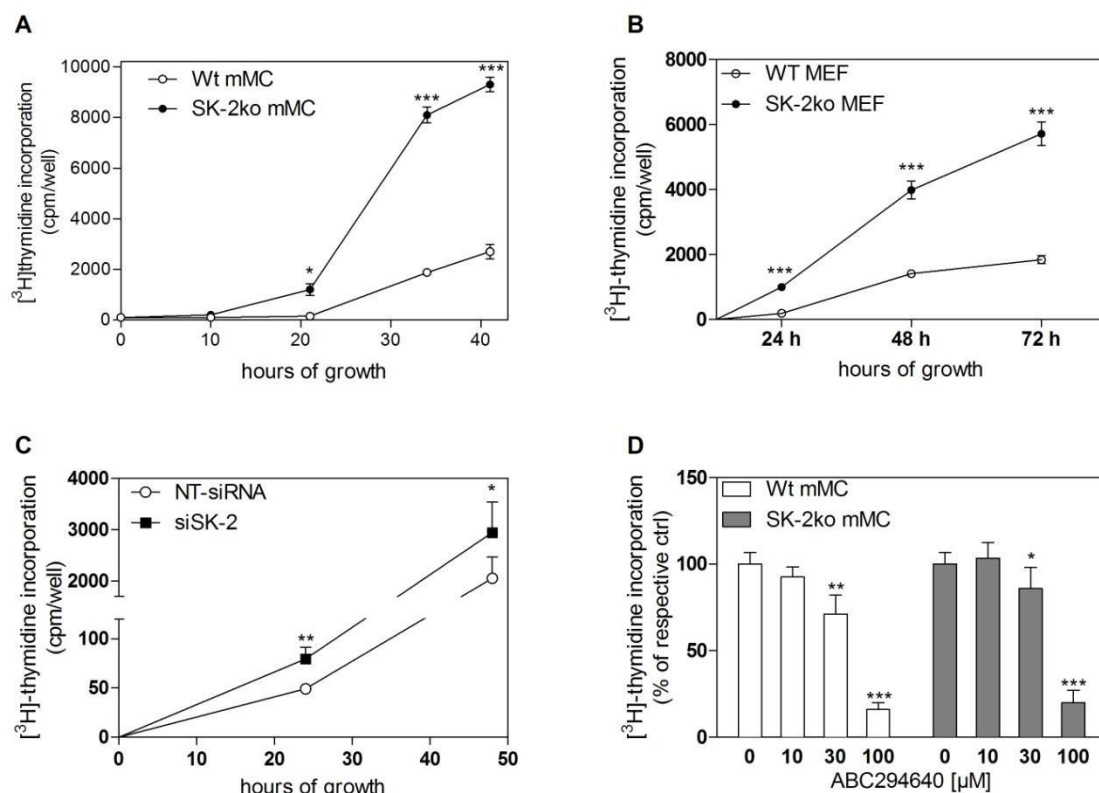 A
[³H]thymidine incorporation
(cpm/well)
10000
8000
6000
4000
2000
0
Wt mMC
SK-2ko mMC
*
***
***
0 10 20 30 40
hours of growth
B
[³H]-thymidine incorporation
(cpm/well)
8000
6000
4000
2000
0
WT MEF
SK-2ko MEF
***
***
***
24 h 48 h 72 h
hours of growth
C
[³H]-thymidine incorporation
(cpm/well)
4000
3000
2000
100
50
0
NT-siRNA
siSK-2
**
*
0 10 20 30 40 50
hours of growth
D
[³H]-thymidine incorporation
(% of respective ctrl)
150
100
50
0
Wt mMC
SK-2ko mMC
**
***
*
***
0 10 30 100 0 10 30 100
ABC294640 [µM]